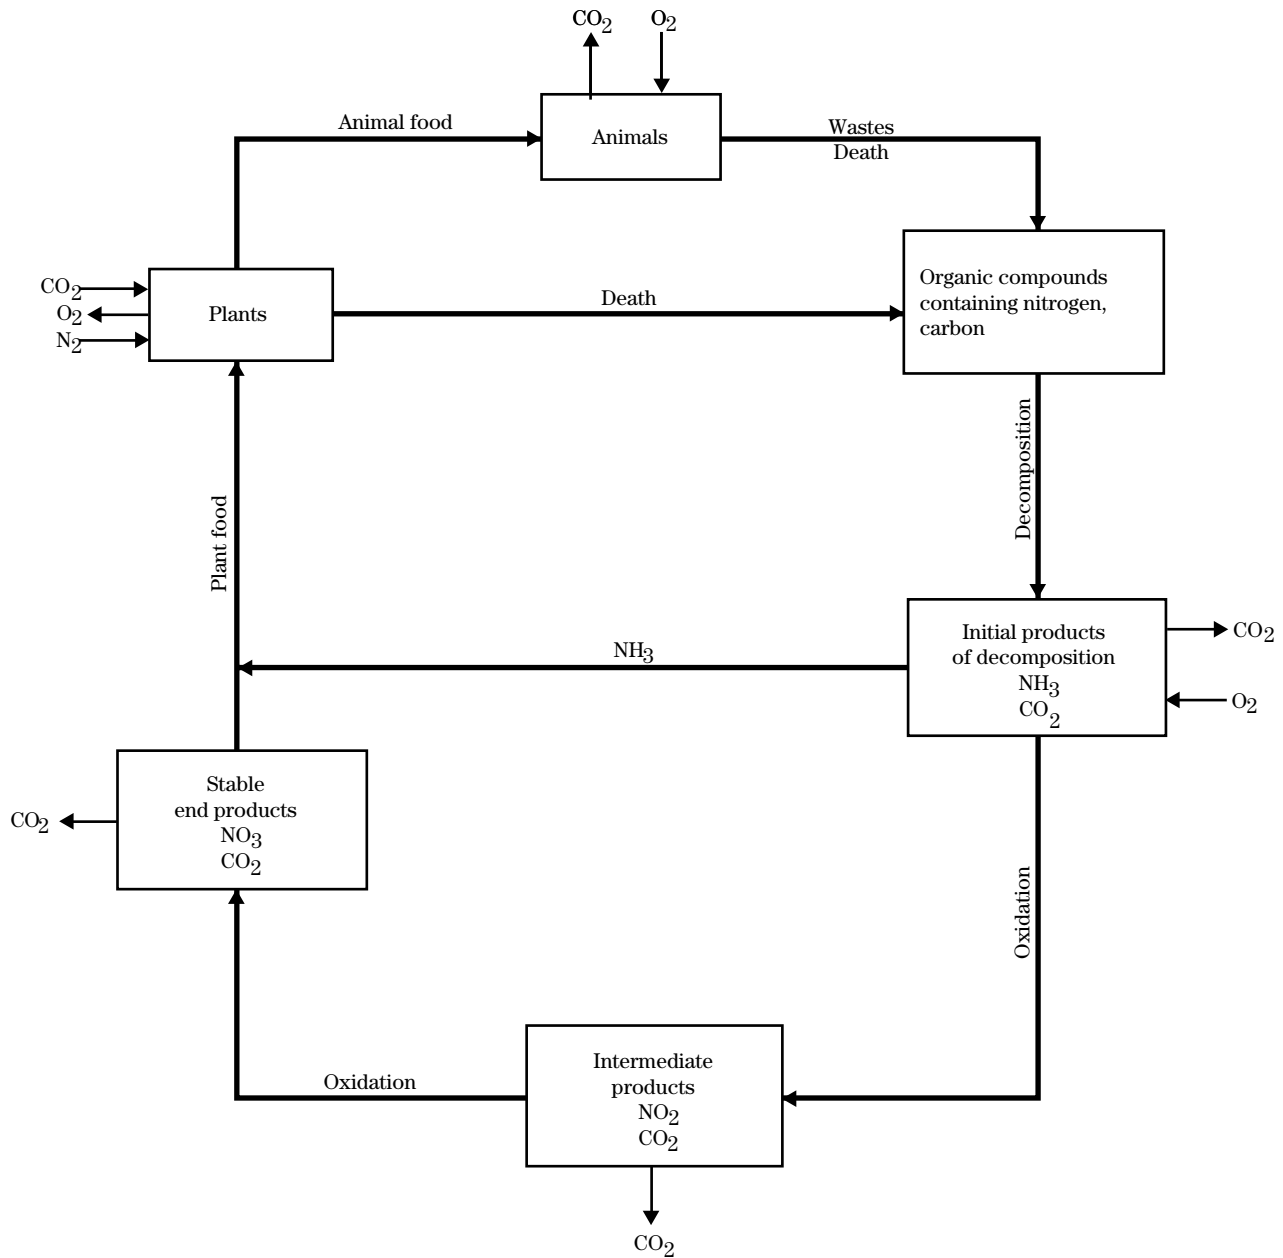 CO2
O2
Animal food
Animals
Wastes
Death
CO2
O2
N2
Plants
Death
Organic compounds
containing nitrogen,
carbon
Decomposition
Plant food
Initial products
of decomposition
NH3
CO2
CO2
O2
NH3
Stable
end products
NO3
CO2
CO2
Oxidation
Oxidation
Intermediate
products
NO2
CO2
CO2